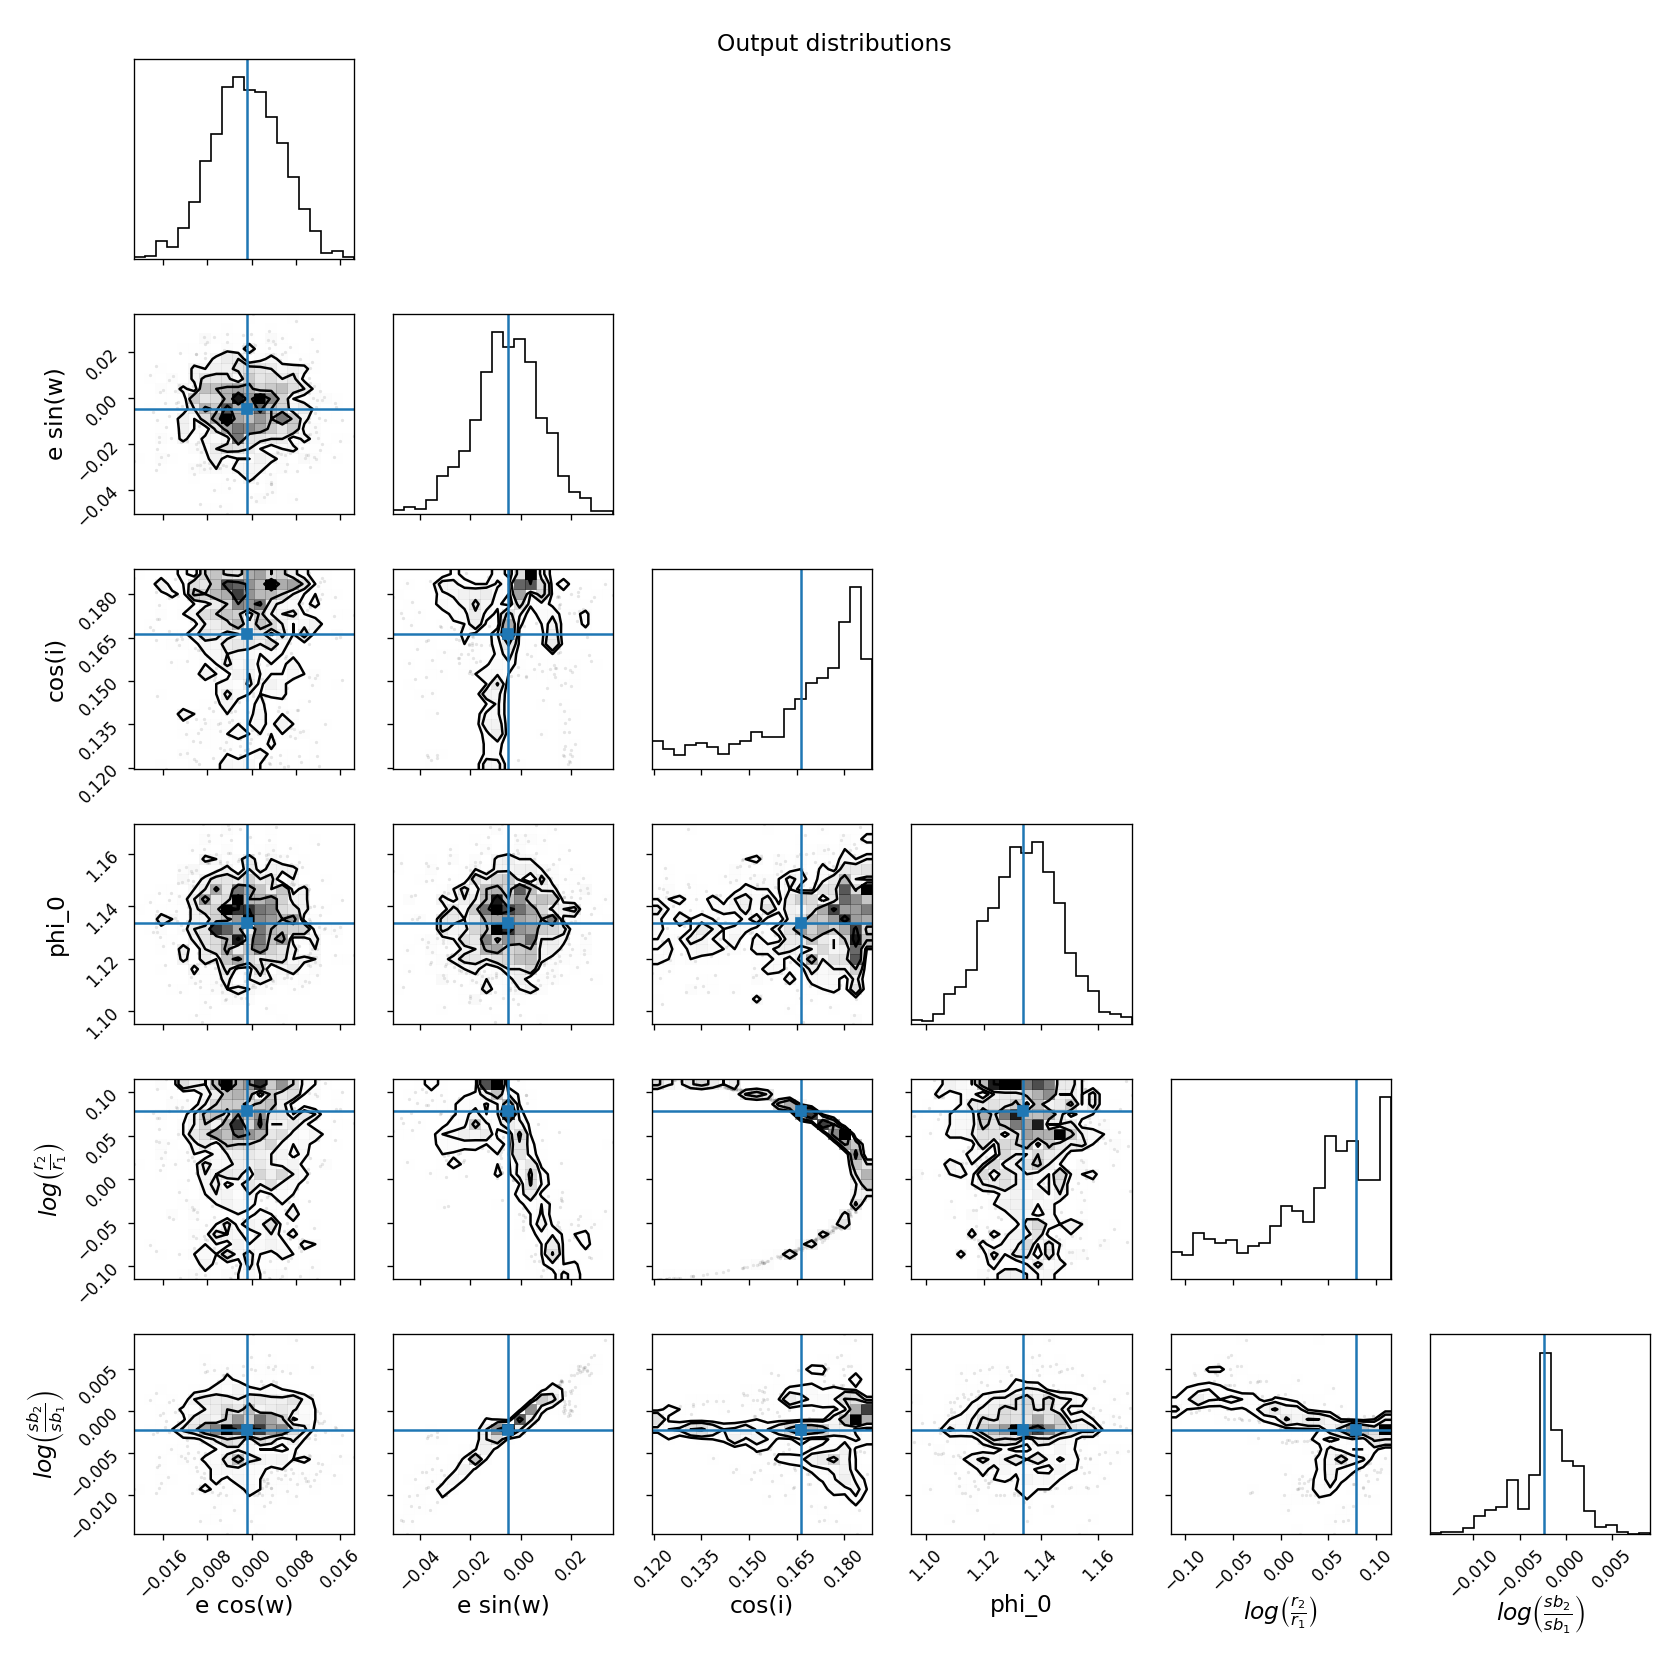 Output distributions
e sin(w)
0.02
0.00
−0.02
−0.04
cos(i)
0.180
0.165
0.150
0.135
0.120
phi_0
1.16
1.14
1.12
1.10
log(r2/r1)
0.10
0.05
0.00
−0.05
−0.10
log(sb2/sb1)
0.005
0.000
−0.005
−0.010
−0.016 −0.008 0.000 0.008 0.016
e cos(w)
−0.04 −0.02 0.00 0.02
e sin(w)
0.120 0.135 0.150 0.165 0.180
cos(i)
1.10 1.12 1.14 1.16
phi_0
−0.10 −0.05 0.00 0.05 0.10
log(r2/r1)
−0.010 −0.005 0.000 0.005
log(sb2/sb1)